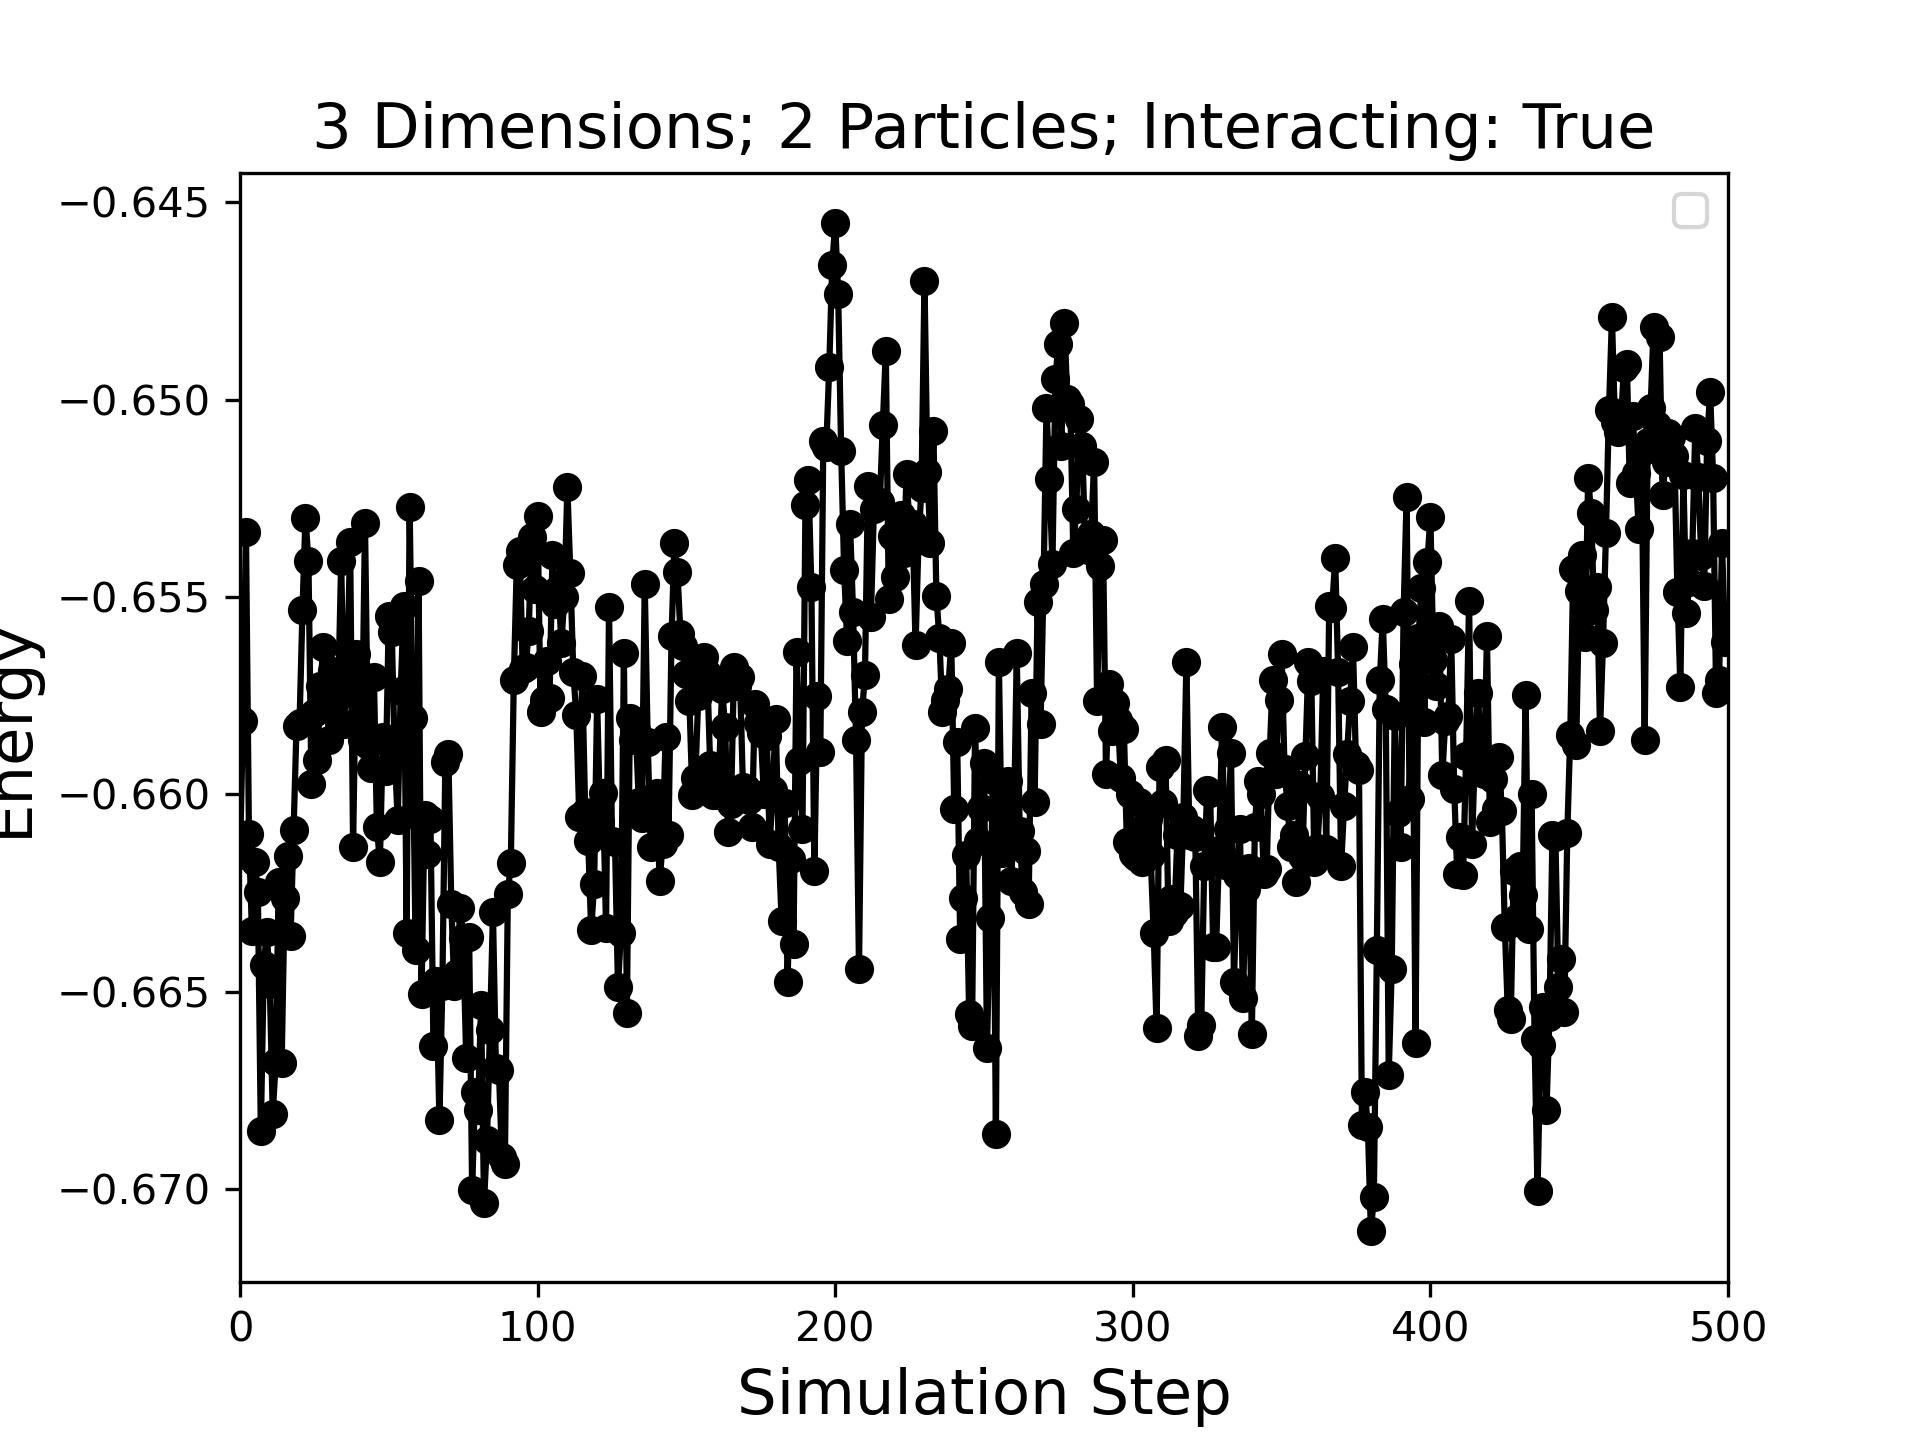 3 Dimensions; 2 Particles; Interacting: True
−0.645
−0.650
−0.655
−0.660
−0.665
−0.670
Energy
0 100 200 300 400 500
Simulation Step